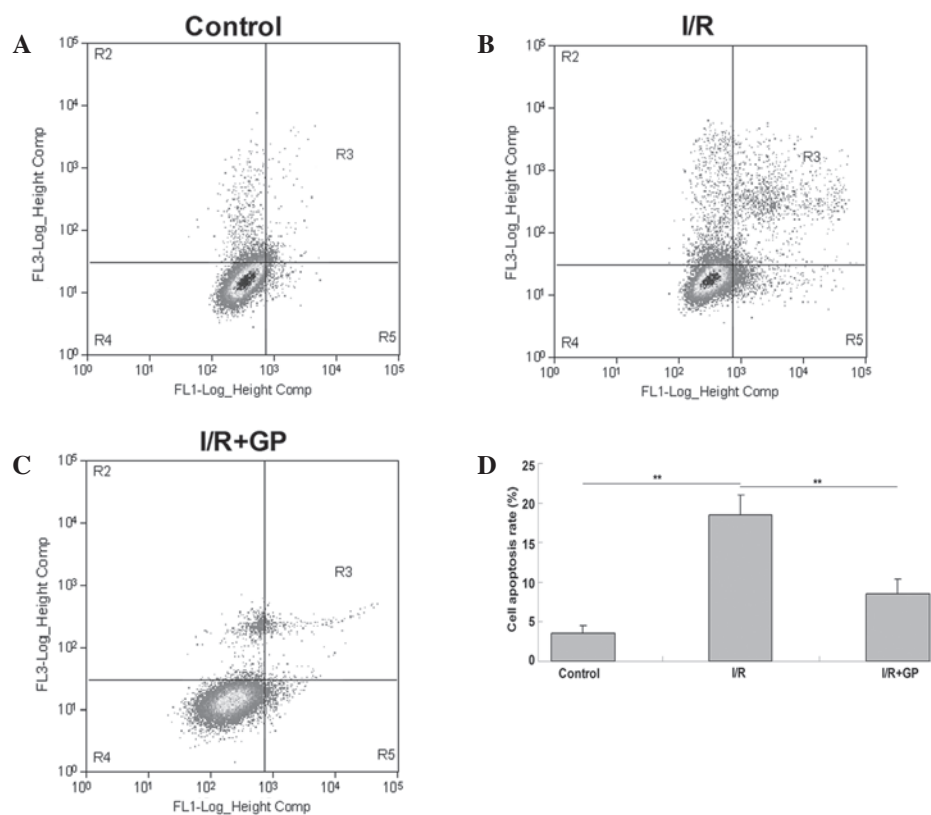 A
Control
10⁵
10⁴
10³
10²
10¹
10⁰
R2
R3
R4
R5
FL3-Log_Height Comp
10⁰ 10¹ 10² 10³ 10⁴ 10⁵
FL1-Log_Height Comp
B
I/R
10⁵
10⁴
10³
10²
10¹
10⁰
R2
R3
R4
R5
FL3-Log_Height Comp
10⁰ 10¹ 10² 10³ 10⁴ 10⁵
FL1-Log_Height Comp
C
I/R+GP
10⁵
10⁴
10³
10²
10¹
10⁰
R2
R3
R4
R5
FL3-Log_Height Comp
10⁰ 10¹ 10² 10³ 10⁴ 10⁵
FL1-Log_Height Comp
D
25
20
15
10
5
0
Cell apoptosis rate (%)
** **
Control I/R I/R+GP